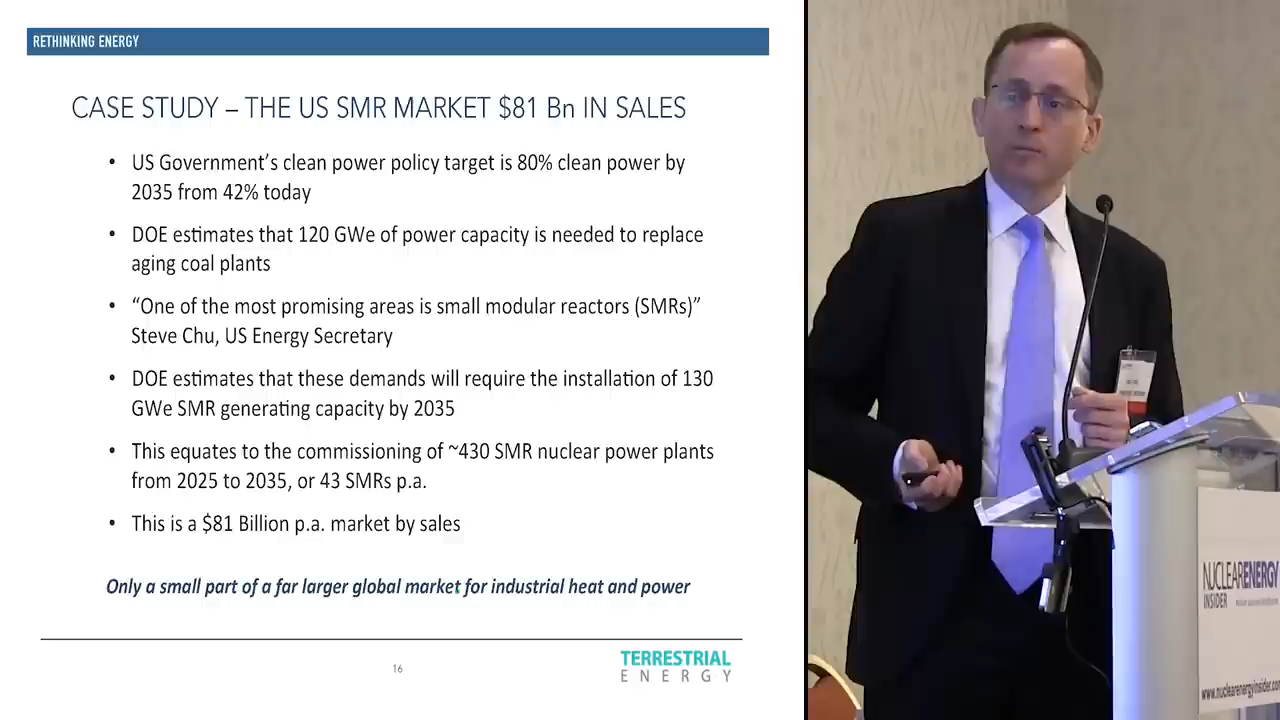 RETHINKING ENERGY
CASE STUDY – THE US SMR MARKET $81 Bn IN SALES
• US Government's clean power policy target is 80% clean power by
2035 from 42% today
• DOE estimates that 120 GWe of power capacity is needed to replace
aging coal plants
• “One of the most promising areas is small modular reactors (SMRs)”
Steve Chu, US Energy Secretary
• DOE estimates that these demands will require the installation of 130
GWe SMR generating capacity by 2035
• This equates to the commissioning of ~430 SMR nuclear power plants
from 2025 to 2035, or 43 SMRs p.a.
• This is a $81 Billion p.a. market by sales
Only a small part of a far larger global market for industrial heat and power
16
TERRESTRIAL
ENERGY
NUCLEARENERGY
INSIDER
www.nuclearenergyinsider.com